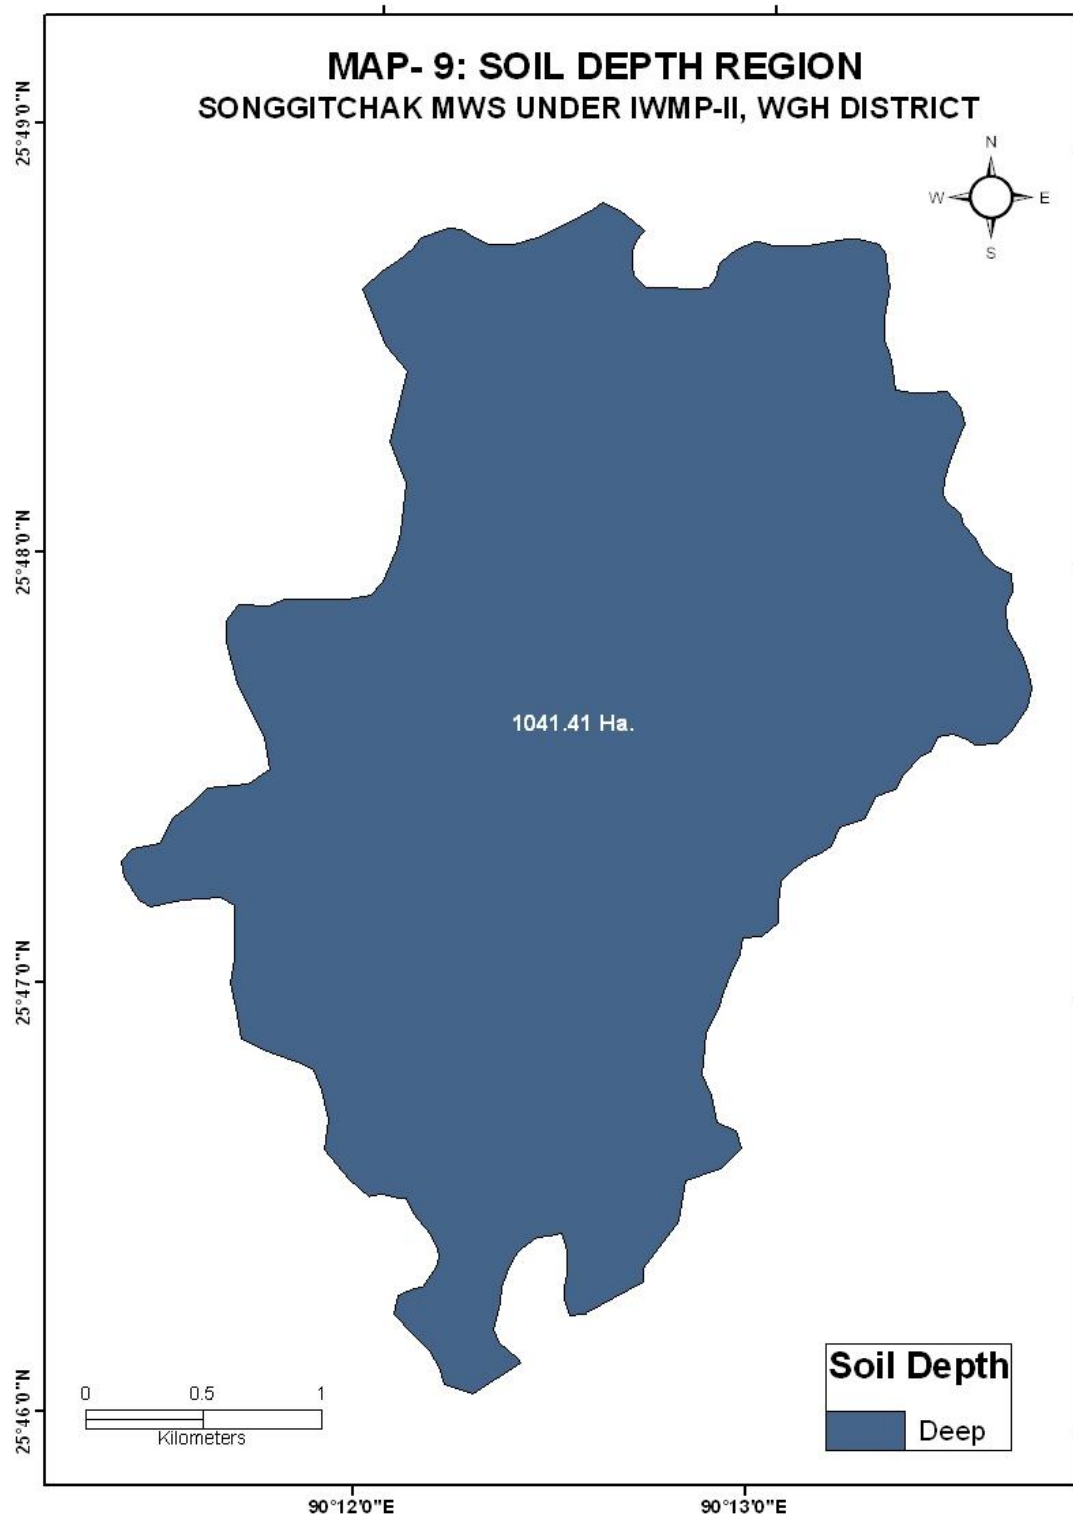 MAP- 9: SOIL DEPTH REGION
SONGGITCHAK MWS UNDER IWMP-II, WGH DISTRICT
25°49'0"N
N
W
E
S
25°48'0"N
1041.41 Ha.
25°47'0"N
Soil Depth
Deep
0 0.5 1
Kilometers
25°46'0"N
90°12'0"E 90°13'0"E